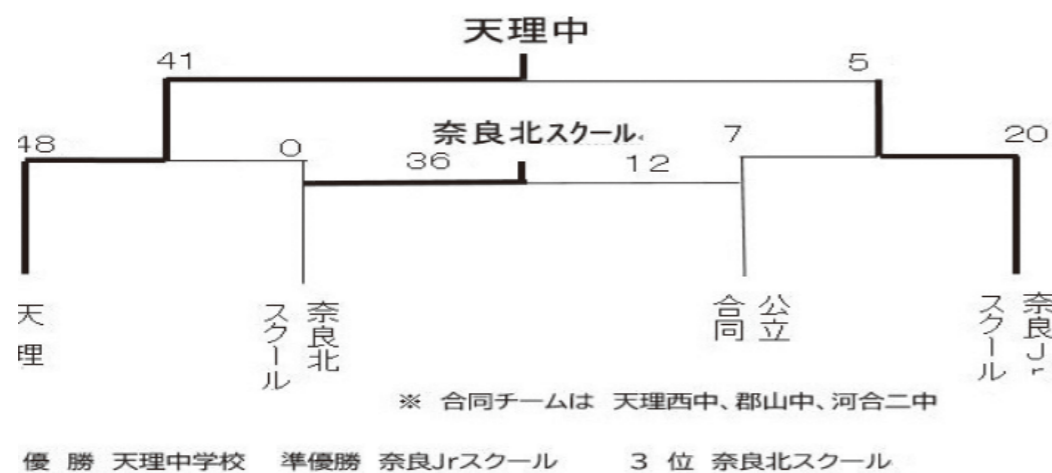 天理中
41
5
48
0
奈良北スクール
7
20
36
12
天理
奈良北
スクール
公立
合同
奈良Jr
スクール
※ 合同チームは 天理西中、郡山中、河合二中
優 勝 天理中学校 準優勝 奈良Jrスクール 3 位 奈良北スクール